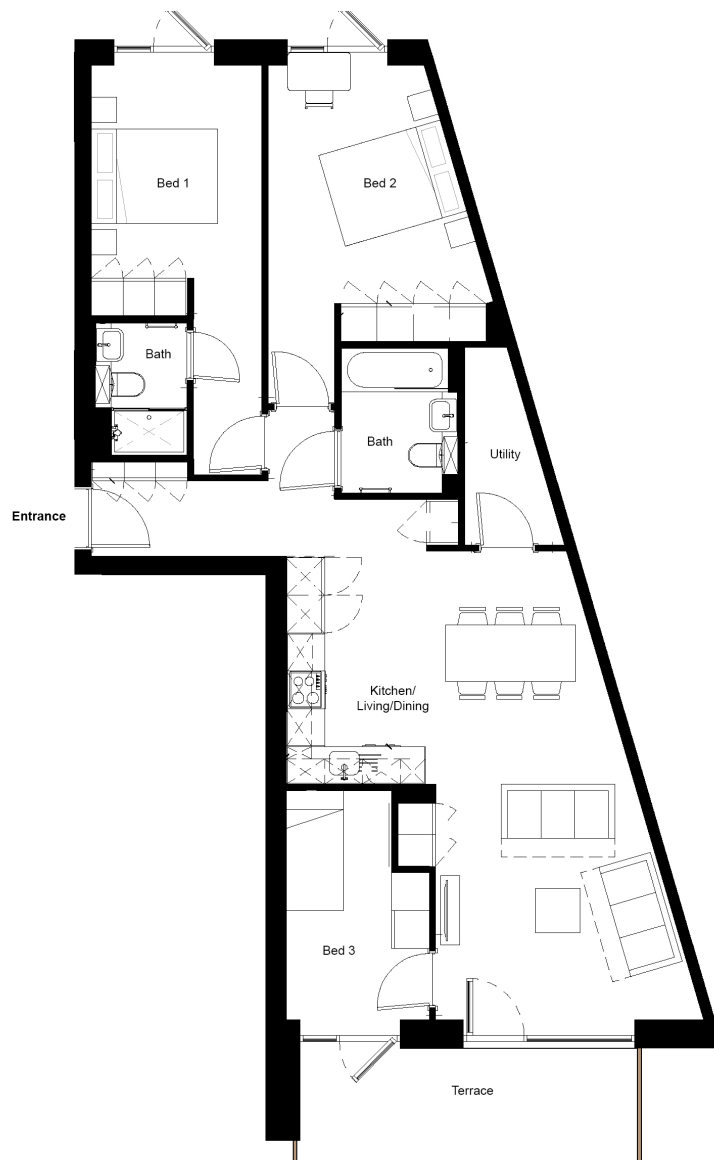 Bed 1
Bed 2
Bath
Bath
Utility
Entrance
Kitchen/
Living/Dining
Bed 3
Terrace